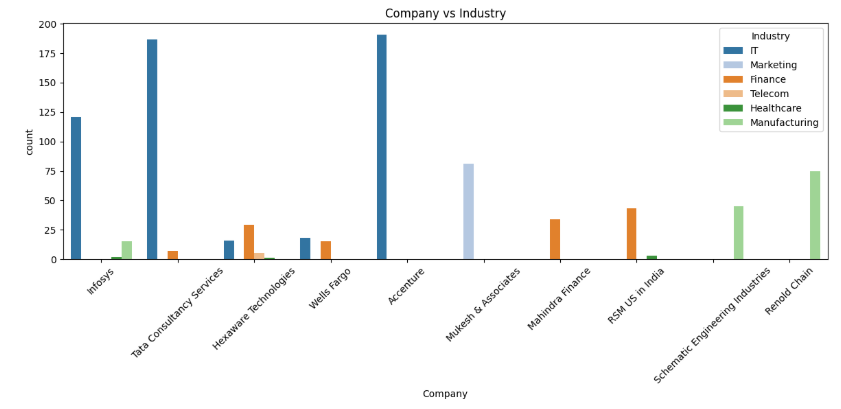 Company vs Industry
200
175
150
125
100
75
50
25
0
count
Industry
IT
Marketing
Finance
Telecom
Healthcare
Manufacturing
Infosys
Tata Consultancy Services
Hexaware Technologies
Wells Fargo
Accenture
Mukesh & Associates
Mahindra Finance
RSM US in India
Schematic Engineering Industries
Renold Chain
Company